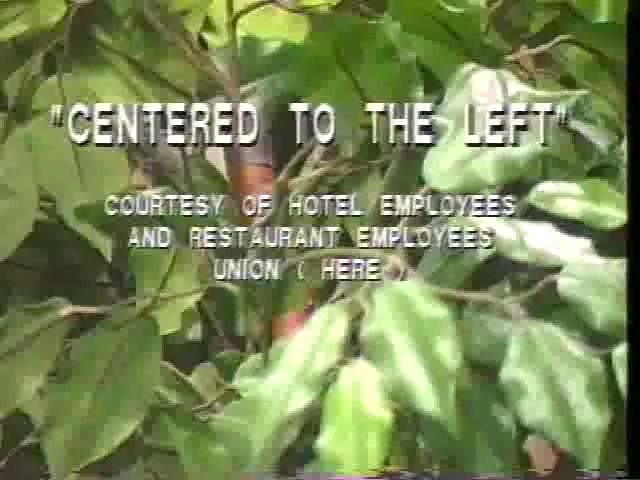 "CENTERED TO THE LEFT"
COURTESY OF HOTEL EMPLOYEES
AND RESTAURANT EMPLOYEES
UNION ( HERE )